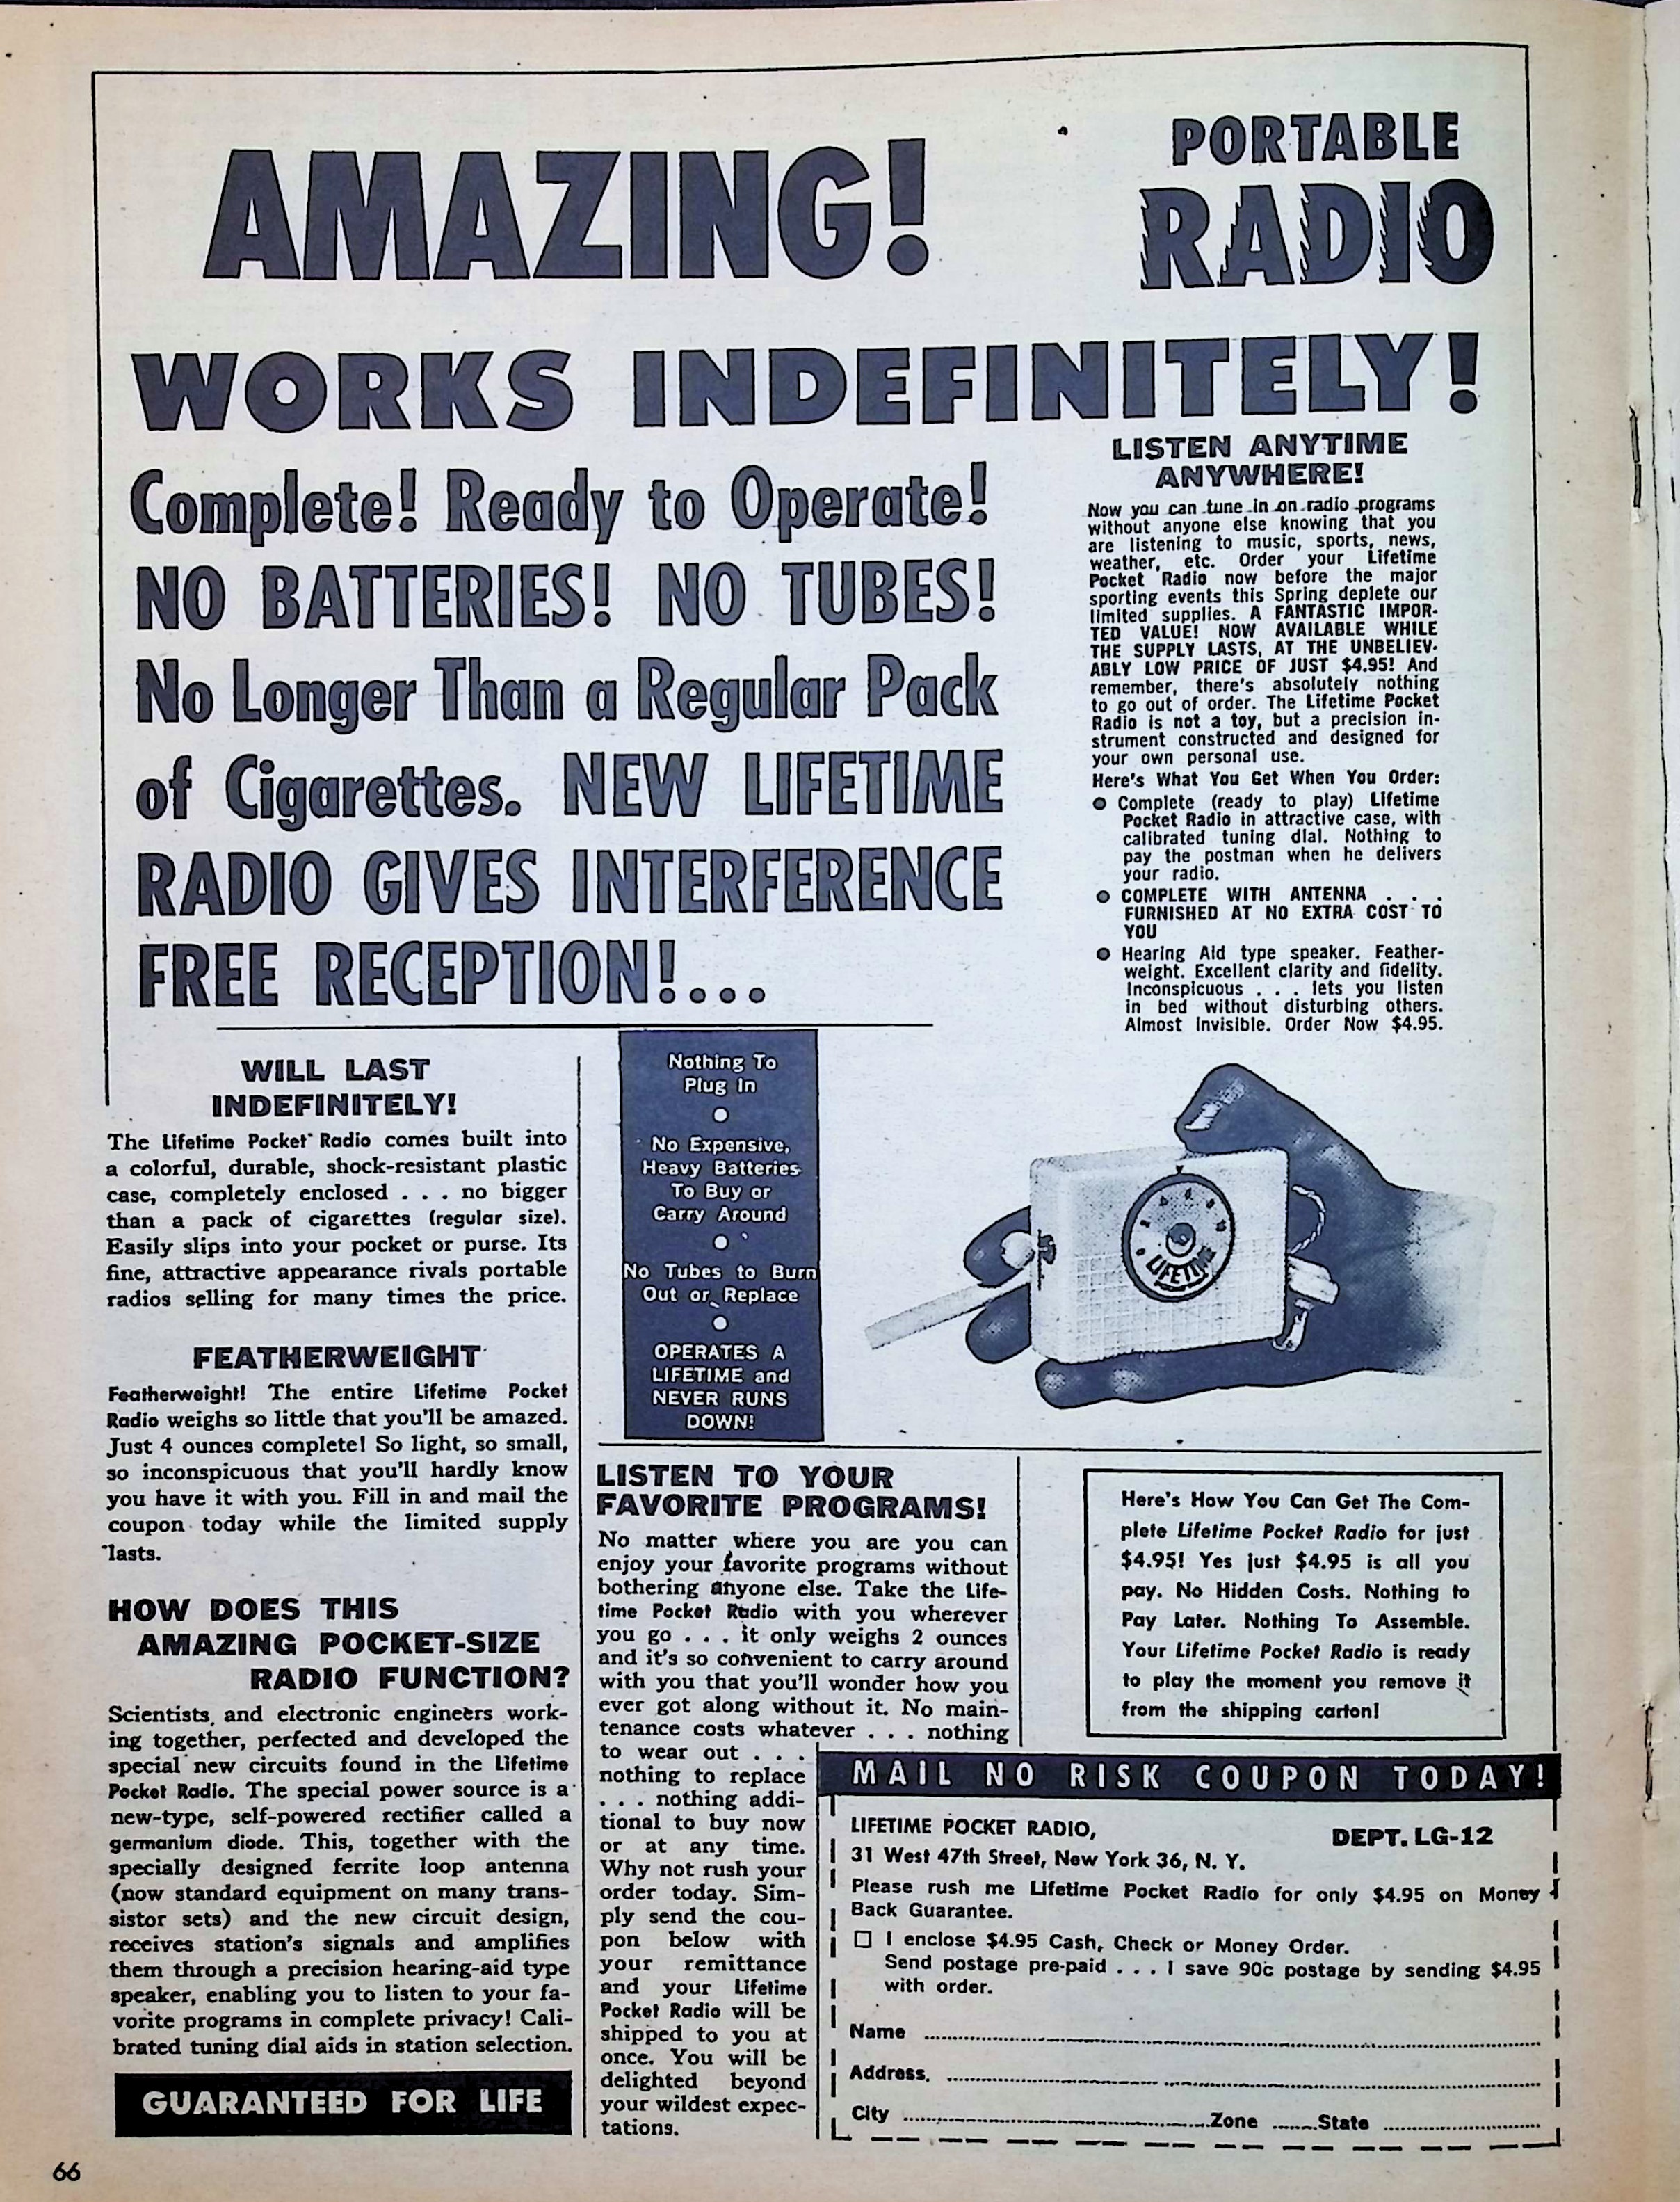 AMAZING!
PORTABLE
RADIO
WORKS INDEFINITELY!
Complete! Ready to Operate!
NO BATTERIES! NO TUBES!
No Longer Than a Regular Pack
of Cigarettes. NEW LIFETIME
RADIO GIVES INTERFERENCE
FREE RECEPTION!...
LISTEN ANYTIME
ANYWHERE!
Now you can tune in on radio programs
without anyone else knowing that you
are listening to music, sports, news,
weather, etc. Order your Lifetime
Pocket Radio now before the major
sporting events this Spring deplete our
limited supplies. A FANTASTIC IMPOR-
TED VALUE! NOW AVAILABLE WHILE
THE SUPPLY LASTS, AT THE UNBELIEV-
ABLY LOW PRICE OF JUST $4.95! And
remember, there's absolutely nothing
to go out of order. The Lifetime Pocket
Radio is not a toy, but a precision in-
strument constructed and designed for
your own personal use.
Here's What You Get When You Order:
● Complete (ready to play) Lifetime
Pocket Radio in attractive case, with
calibrated tuning dial. Nothing to
pay the postman when he delivers
your radio.
● COMPLETE WITH ANTENNA . . .
FURNISHED AT NO EXTRA COST TO
YOU
● Hearing Aid type speaker. Feather-
weight. Excellent clarity and fidelity.
Inconspicuous . . . lets you listen
in bed without disturbing others.
Almost Invisible. Order Now $4.95.
WILL LAST
INDEFINITELY!
The Lifetime Pocket Radio comes built into
a colorful, durable, shock-resistant plastic
case, completely enclosed . . . no bigger
than a pack of cigarettes (regular size).
Easily slips into your pocket or purse. Its
fine, attractive appearance rivals portable
radios selling for many times the price.
FEATHERWEIGHT
Featherweight! The entire Lifetime Pocket
Radio weighs so little that you'll be amazed.
Just 4 ounces complete! So light, so small,
so inconspicuous that you'll hardly know
you have it with you. Fill in and mail the
coupon today while the limited supply
lasts.
HOW DOES THIS
AMAZING POCKET-SIZE
RADIO FUNCTION?
Scientists and electronic engineers work-
ing together, perfected and developed the
special new circuits found in the Lifetime
Pocket Radio. The special power source is a
new-type, self-powered rectifier called a
germanium diode. This, together with the
specially designed ferrite loop antenna
(now standard equipment on many trans-
sistor sets) and the new circuit design,
receives station's signals and amplifies
them through a precision hearing-aid type
speaker, enabling you to listen to your fa-
vorite programs in complete privacy! Cali-
brated tuning dial aids in station selection.
GUARANTEED FOR LIFE
Nothing To
Plug In
No Expensive,
Heavy Batteries
To Buy or
Carry Around
No Tubes to Burn
Out or Replace
OPERATES A
LIFETIME and
NEVER RUNS
DOWN!
LIFETIME
LISTEN TO YOUR
FAVORITE PROGRAMS!
No matter where you are you can
enjoy your favorite programs without
bothering anyone else. Take the Life-
time Pocket Radio with you wherever
you go . . . it only weighs 2 ounces
and it's so convenient to carry around
with you that you'll wonder how you
ever got along without it. No main-
tenance costs whatever . . . nothing
to wear out . . .
nothing to replace
. . . nothing addi-
tional to buy now
or at any time.
Why not rush your
order today. Sim-
ply send the cou-
pon below with
your remittance
and your Lifetime
Pocket Radio will be
shipped to you at
once. You will be
delighted beyond
your wildest expec-
tations.
Here's How You Can Get The Com-
plete Lifetime Pocket Radio for just
$4.95! Yes just $4.95 is all you
pay. No Hidden Costs. Nothing to
Pay Later. Nothing To Assemble.
Your Lifetime Pocket Radio is ready
to play the moment you remove it
from the shipping carton!
MAIL NO RISK COUPON TODAY!
LIFETIME POCKET RADIO, DEPT. LG-12
31 West 47th Street, New York 36, N. Y.
Please rush me Lifetime Pocket Radio for only $4.95 on Money
Back Guarantee.
□ I enclose $4.95 Cash, Check or Money Order.
Send postage pre-paid . . . I save 90c postage by sending $4.95
with order.
Name
Address
City Zone State
66